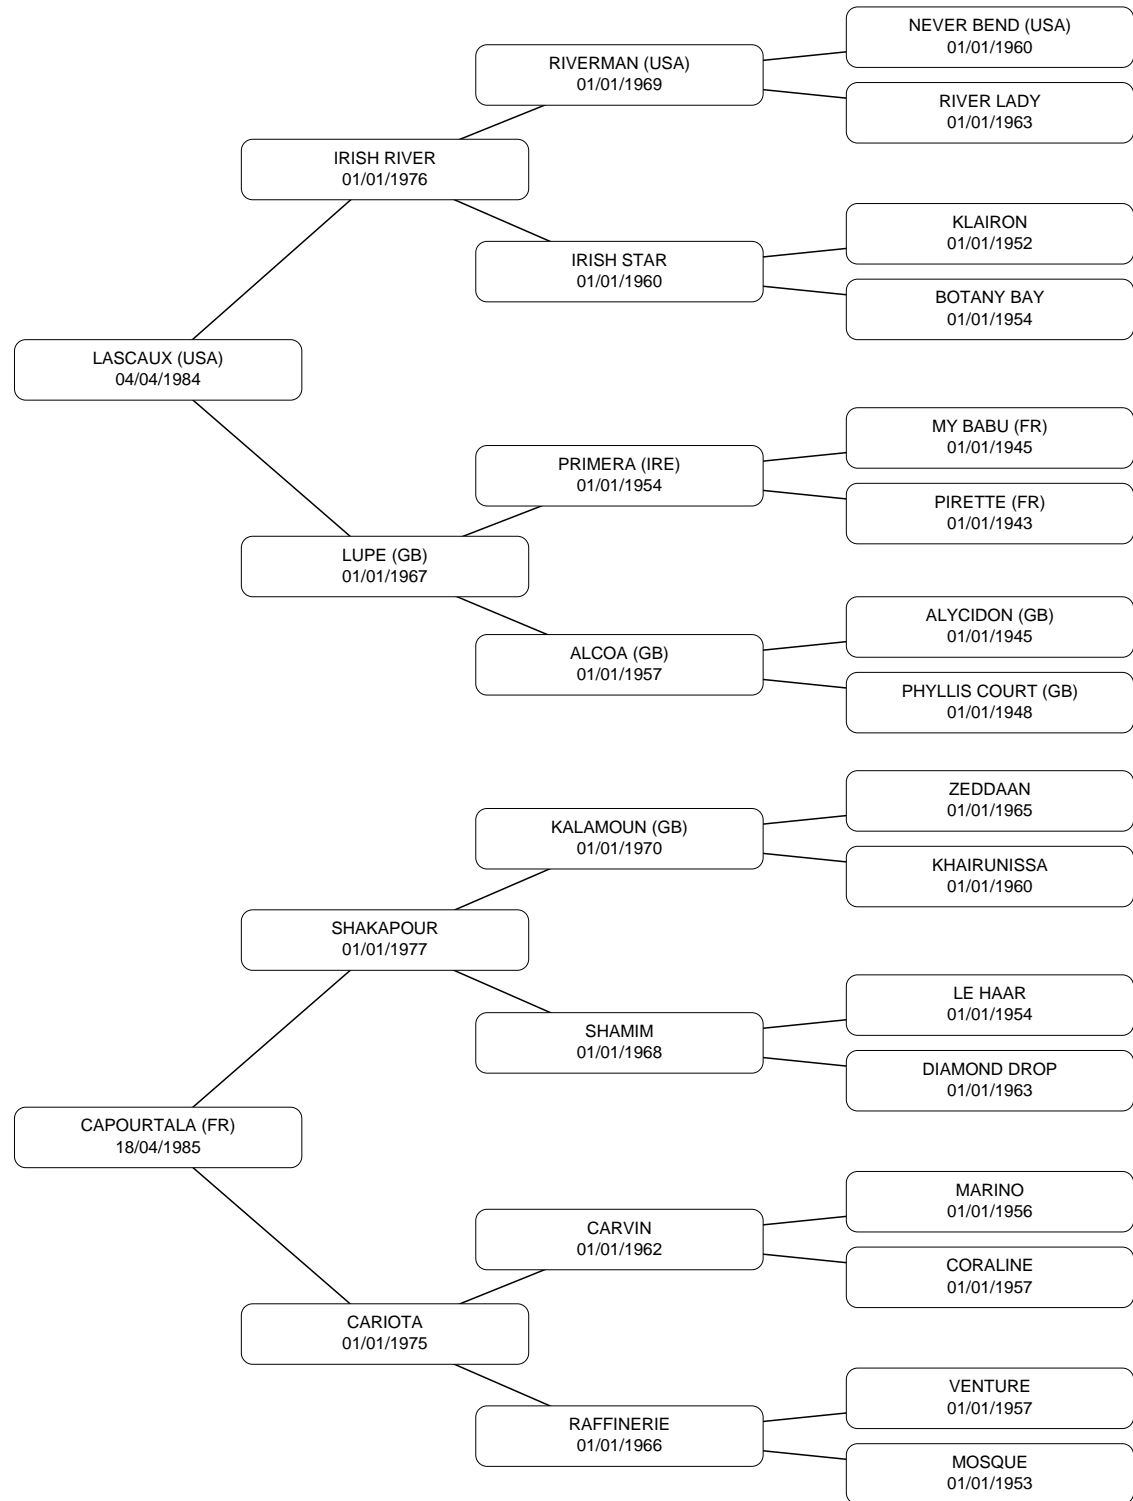 NEVER BEND (USA)
01/01/1960
RIVERMAN (USA)
01/01/1969
RIVER LADY
01/01/1963
IRISH RIVER
01/01/1976
KLAIRON
01/01/1952
IRISH STAR
01/01/1960
BOTANY BAY
01/01/1954
LASCAUX (USA)
04/04/1984
MY BABU (FR)
01/01/1945
PRIMERA (IRE)
01/01/1954
PIRETTE (FR)
01/01/1943
LUPE (GB)
01/01/1967
ALYCIDON (GB)
01/01/1945
ALCOA (GB)
01/01/1957
PHYLLIS COURT (GB)
01/01/1948
ZEDDAAN
01/01/1965
KALAMOUN (GB)
01/01/1970
KHAIRUNISSA
01/01/1960
SHAKAPOUR
01/01/1977
LE HAAR
01/01/1954
SHAMIM
01/01/1968
DIAMOND DROP
01/01/1963
CAPOURTALA (FR)
18/04/1985
MARINO
01/01/1956
CARVIN
01/01/1962
CORALINE
01/01/1957
CARIOTA
01/01/1975
VENTURE
01/01/1957
RAFFINERIE
01/01/1966
MOSQUE
01/01/1953